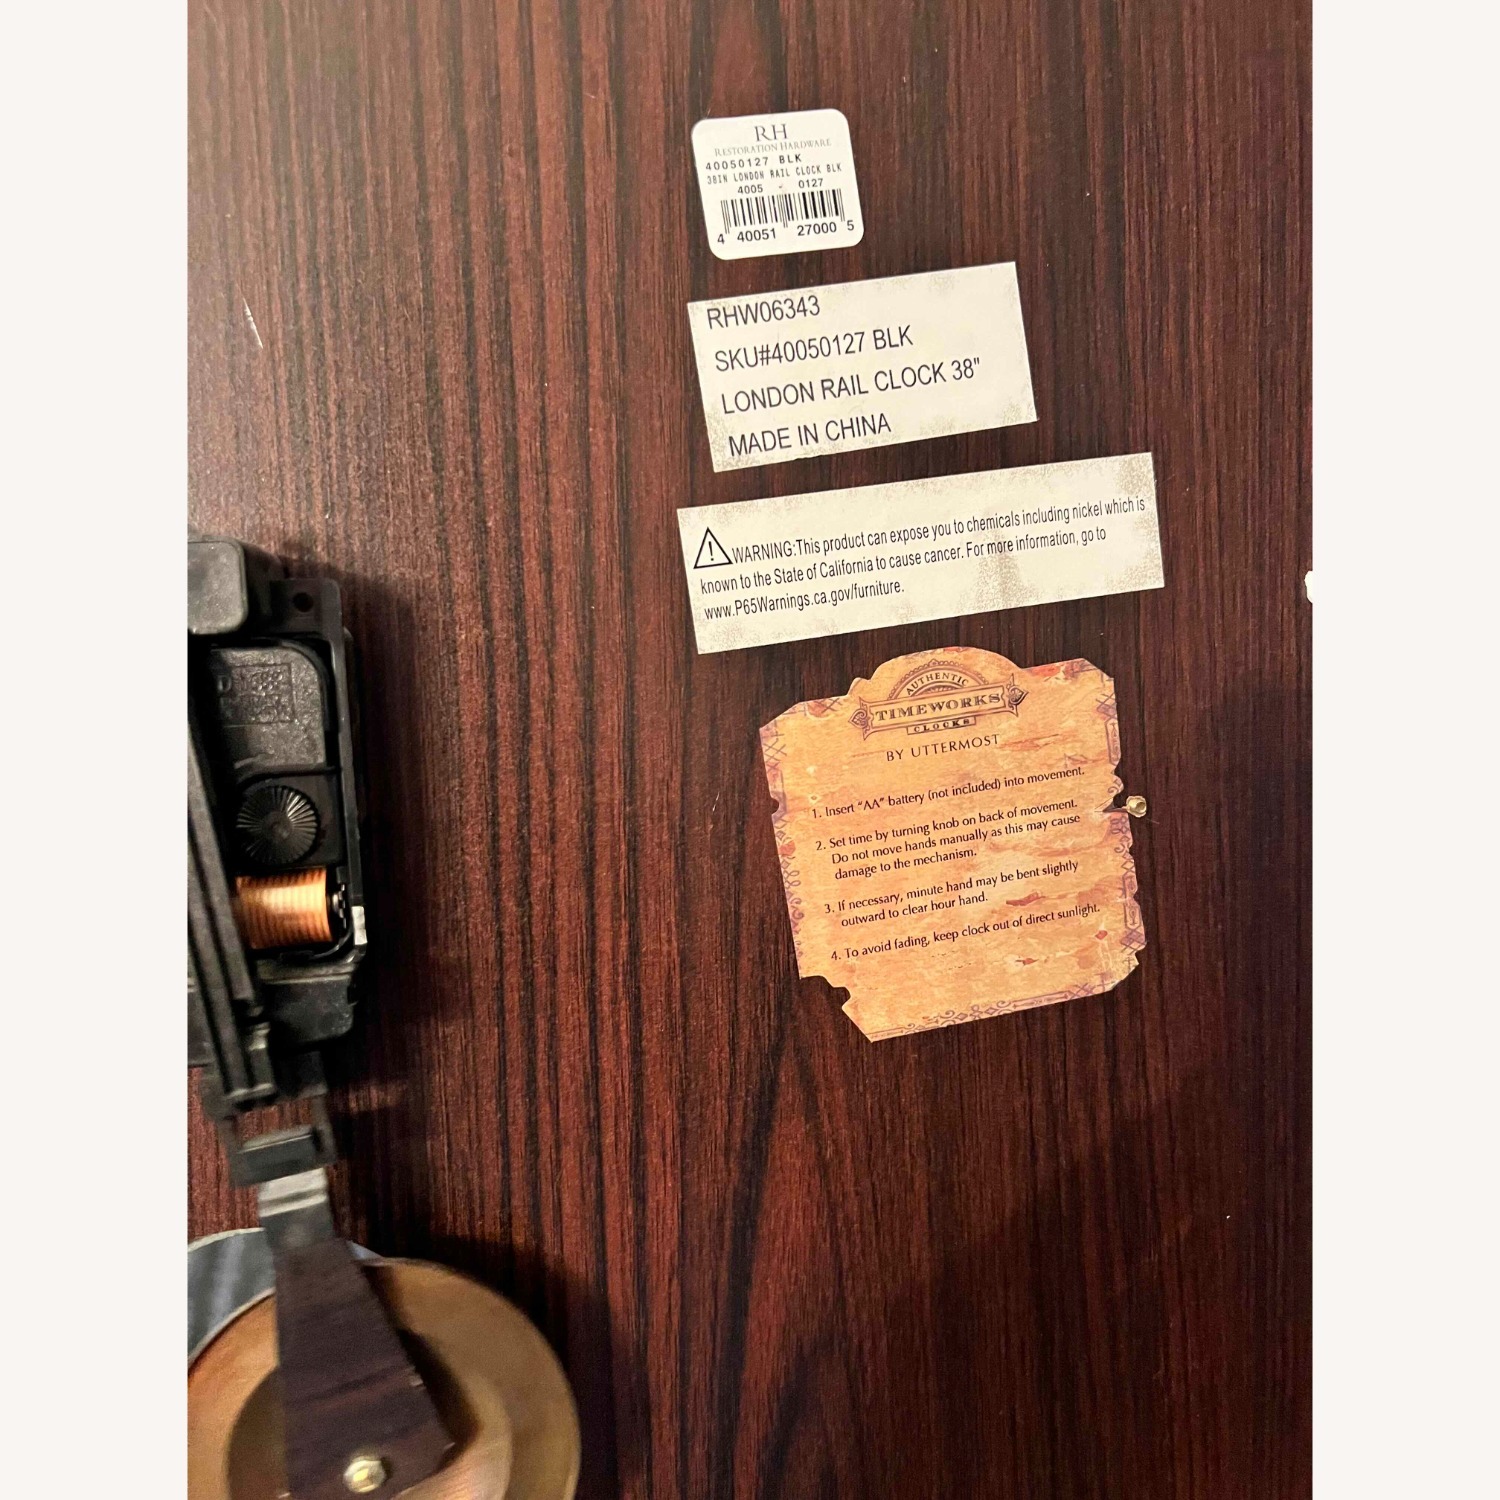 RH
RESTORATION HARDWARE
40050127 BLK
38IN LONDON RAIL CLOCK BLK
4005 - 0127
4 40051 27000 5
RHW06343
SKU#40050127 BLK
LONDON RAIL CLOCK 38"
MADE IN CHINA
WARNING:This product can expose you to chemicals including nickel which is
known to the State of California to cause cancer. For more information, go to
www.P65Warnings.ca.gov/furniture.
AUTHENTIC
TIMEWORKS
CLOCKS
BY UTTERMOST
1. Insert "AA" battery (not included) into movement.
2. Set time by turning knob on back of movement.
Do not move hands manually as this may cause
damage to the mechanism.
3. If necessary, minute hand may be bent slightly
outward to clear hour hand.
4. To avoid fading, keep clock out of direct sunlight.